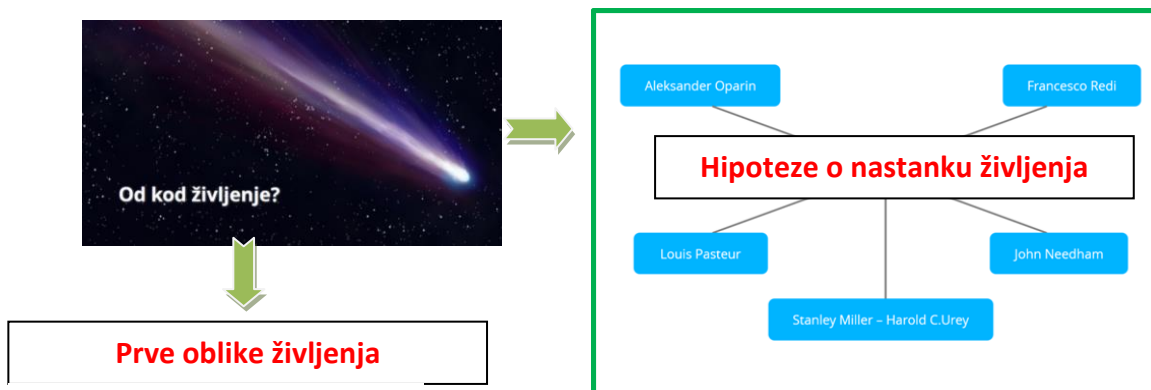 Od kod življenje?
Prve oblike življenja
Aleksander Oparin
Francesco Redi
Hipoteze o nastanku življenja
Louis Pasteur
John Needham
Stanley Miller – Harold C.Urey